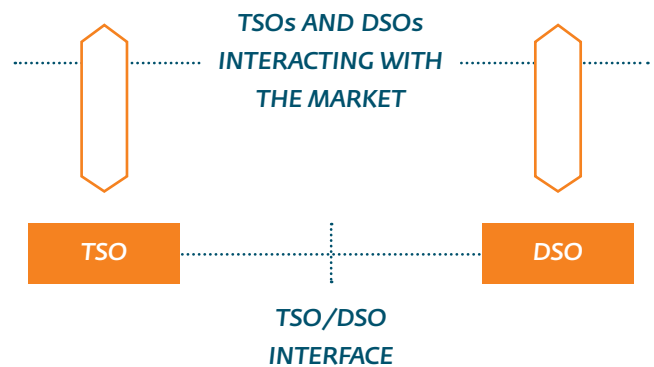 TSOs AND DSOs
INTERACTING WITH
THE MARKET
TSO
DSO
TSO/DSO
INTERFACE